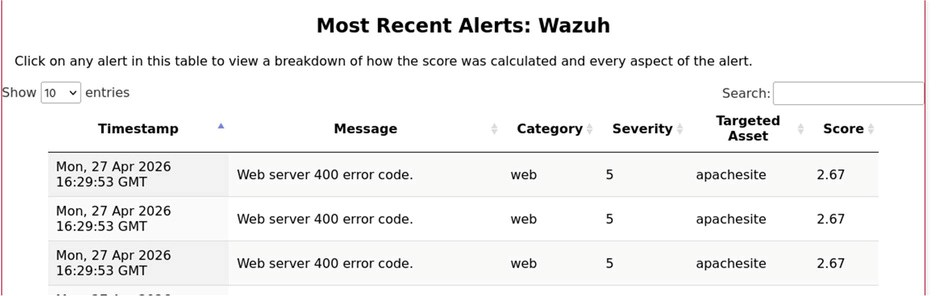 Most Recent Alerts: Wazuh
Click on any alert in this table to view a breakdown of how the score was calculated and every aspect of the alert.
Show 10 entries
Search:
Timestamp Message Category Severity Targeted Asset Score
Mon, 27 Apr 2026 16:29:53 GMT Web server 400 error code. web 5 apachesite 2.67
Mon, 27 Apr 2026 16:29:53 GMT Web server 400 error code. web 5 apachesite 2.67
Mon, 27 Apr 2026 16:29:53 GMT Web server 400 error code. web 5 apachesite 2.67